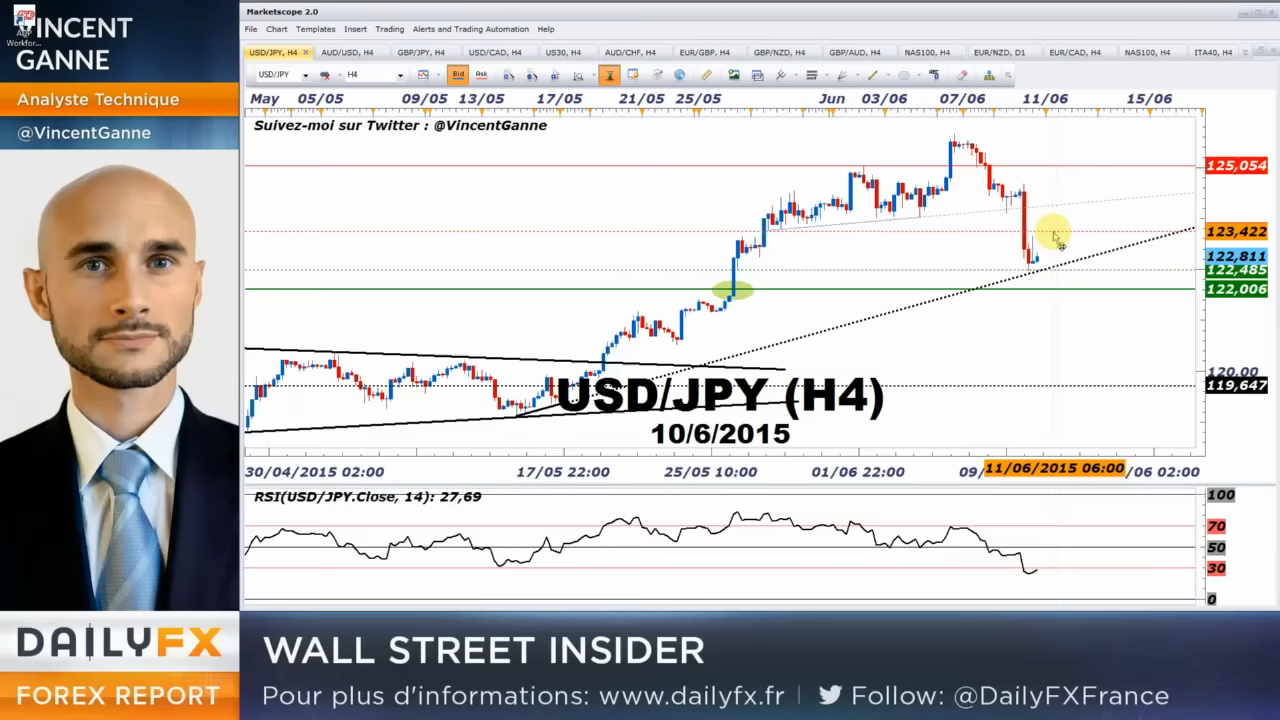 VINCENT
GANNE
Analyste Technique
@VincentGanne
DAILYFX
FOREX REPORT
Marketscope 2.0
File Chart Templates Insert Trading Alerts and Trading Automation Help
USD/JPY, H4 × AUD/USD, H4 GBP/JPY, H4 USD/CAD, H4 US30, H4 AUD/CHF, H4 EUR/GBP, H4 GBP/NZD, H4 GBP/AUD, H4 NAS100, H4 EUR/NZD, D1 EUR/CAD, H4 NAS100, H4 ITA40, H4
USD/JPY H4 Bid Ask
May 05/05 09/05 13/05 17/05 21/05 25/05 Jun 03/06 07/06 11/06 15/06
Suivez-moi sur Twitter : @VincentGanne
125,054
123,422
122,811
122,485
122,006
120.00
119,647
USD/JPY (H4)
10/6/2015
30/04/2015 02:00 17/05 22:00 25/05 10:00 01/06 22:00 09/ 11/06/2015 06:00 /06 02:00
RSI(USD/JPY.Close, 14): 27,69
100
70
50
30
0
WALL STREET INSIDER
Pour plus d'informations: www.dailyfx.fr | Follow: @DailyFXFrance